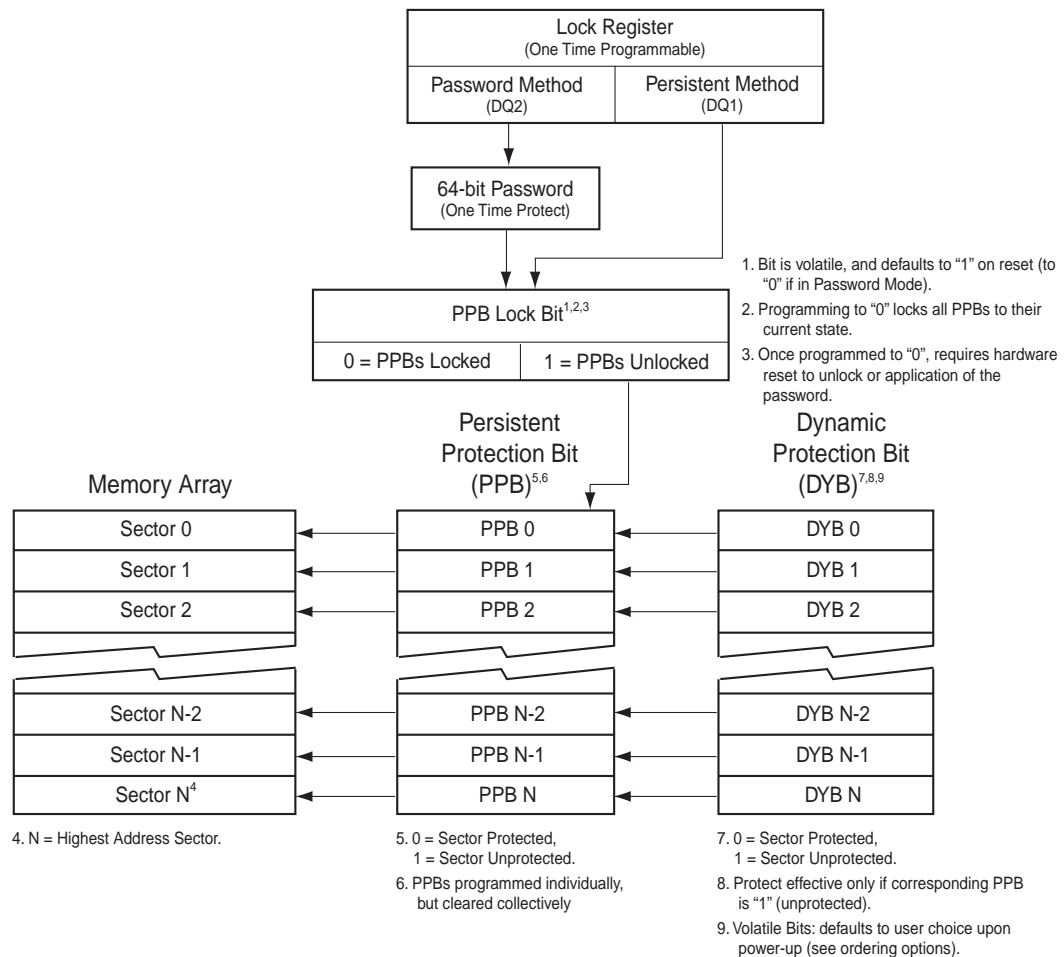 Lock Register
(One Time Programmable)
Password Method
(DQ2)
Persistent Method
(DQ1)
64-bit Password
(One Time Protect)
PPB Lock Bit1,2,3
0 = PPBs Locked
1 = PPBs Unlocked
1. Bit is volatile, and defaults to “1” on reset (to
“0” if in Password Mode).
2. Programming to “0” locks all PPBs to their
current state.
3. Once programmed to “0”, requires hardware
reset to unlock or application of the
password.
Memory Array
Persistent
Protection Bit
(PPB)5,6
Dynamic
Protection Bit
(DYB)7,8,9
Sector 0
PPB 0
DYB 0
Sector 1
PPB 1
DYB 1
Sector 2
PPB 2
DYB 2
Sector N-2
PPB N-2
DYB N-2
Sector N-1
PPB N-1
DYB N-1
Sector N4
PPB N
DYB N
4. N = Highest Address Sector.
5. 0 = Sector Protected,
1 = Sector Unprotected.
6. PPBs programmed individually,
but cleared collectively
7. 0 = Sector Protected,
1 = Sector Unprotected.
8. Protect effective only if corresponding PPB
is “1” (unprotected).
9. Volatile Bits: defaults to user choice upon
power-up (see ordering options).